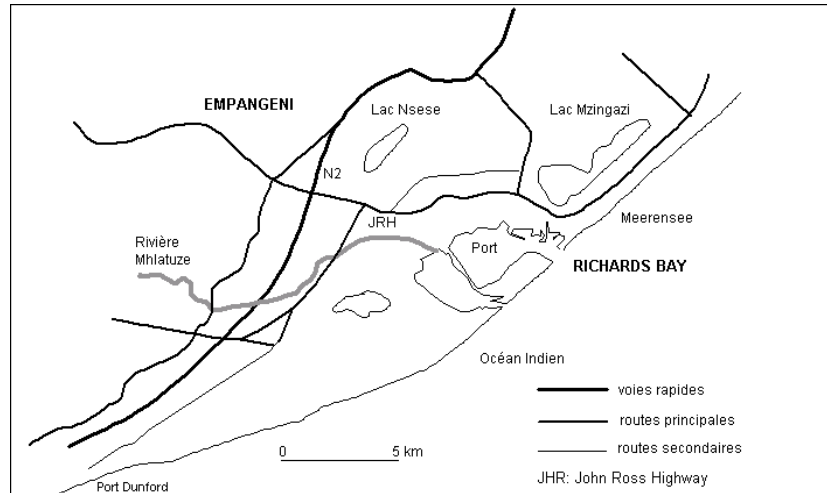 EMPANGENI
Lac Nsese
Lac Mzingazi
N2
JRH
Meerensee
Rivière
Mhlatuze
Port
RICHARDS BAY
Océan Indien
voies rapides
routes principales
0 5 km
routes secondaires
JHR: John Ross Highway
Port Dunford